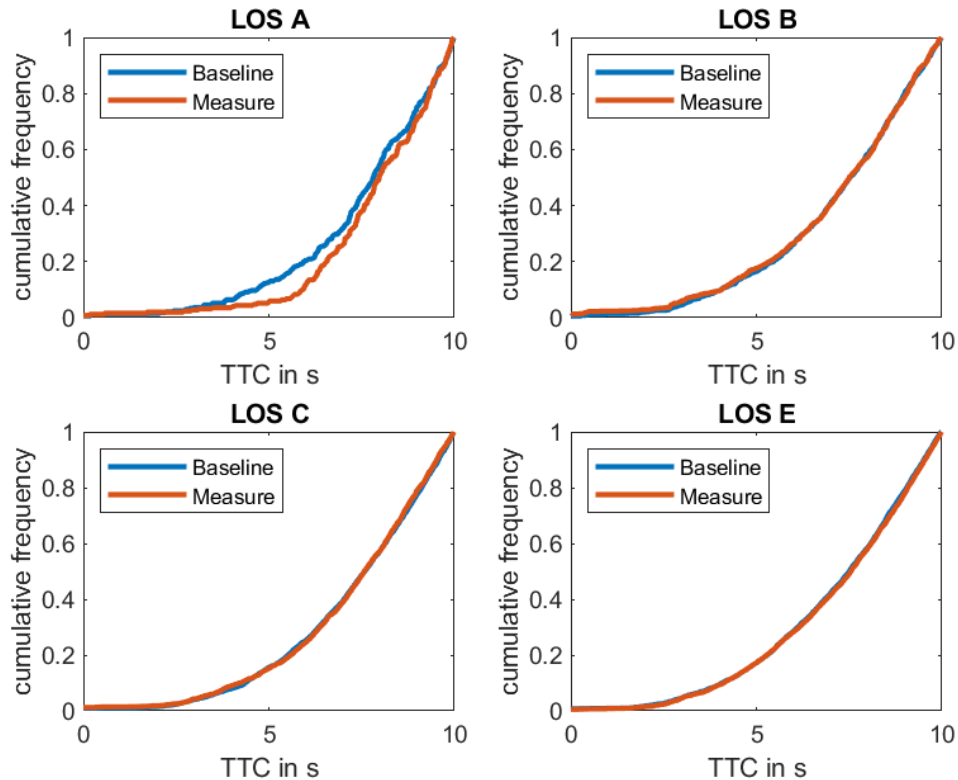 LOS A
cumulative frequency
1
0.8
0.6
0.4
0.2
0
Baseline
Measure
0
5
10
TTC in s
LOS B
cumulative frequency
1
0.8
0.6
0.4
0.2
0
Baseline
Measure
0
5
10
TTC in s
LOS C
cumulative frequency
1
0.8
0.6
0.4
0.2
0
Baseline
Measure
0
5
10
TTC in s
LOS E
cumulative frequency
1
0.8
0.6
0.4
0.2
0
Baseline
Measure
0
5
10
TTC in s